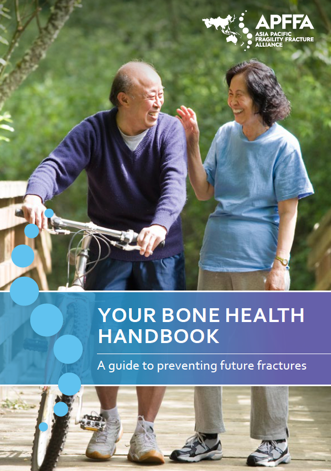 APFFA
ASIA PACIFIC
FRAGILITY FRACTURE
ALLIANCE
YOUR BONE HEALTH
HANDBOOK
A guide to preventing future fractures